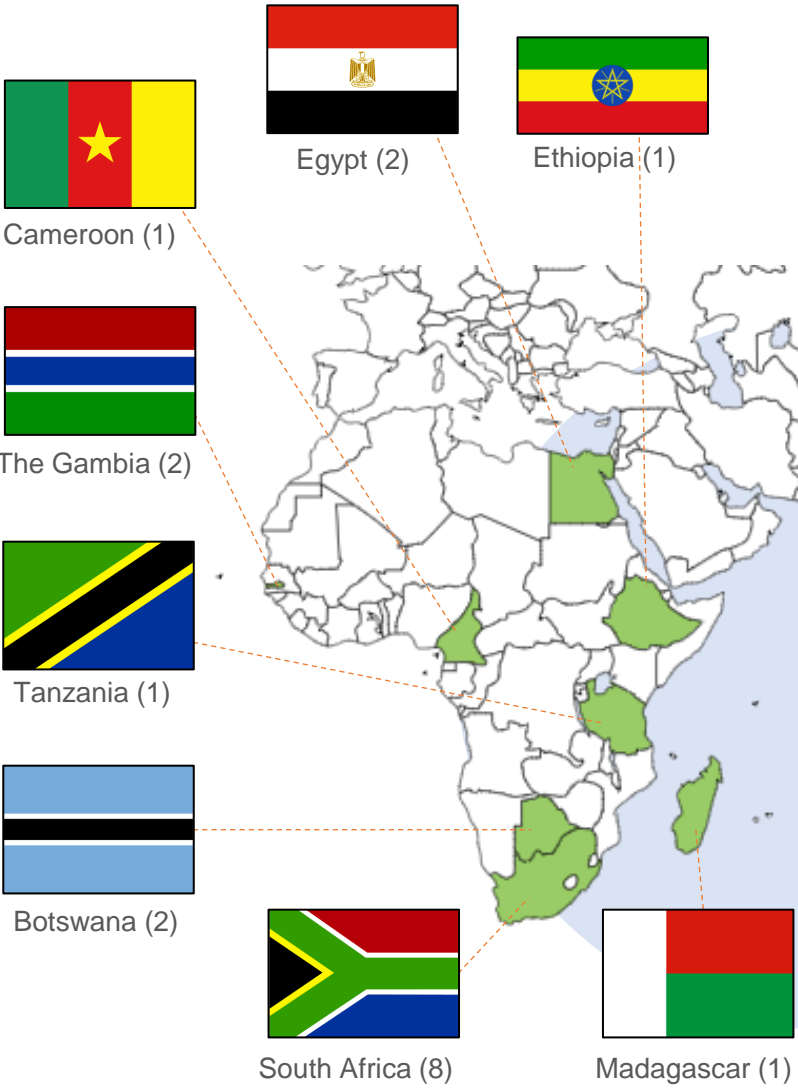 Egypt (2)
Ethiopia (1)
Cameroon (1)
The Gambia (2)
Tanzania (1)
Botswana (2)
South Africa (8)
Madagascar (1)